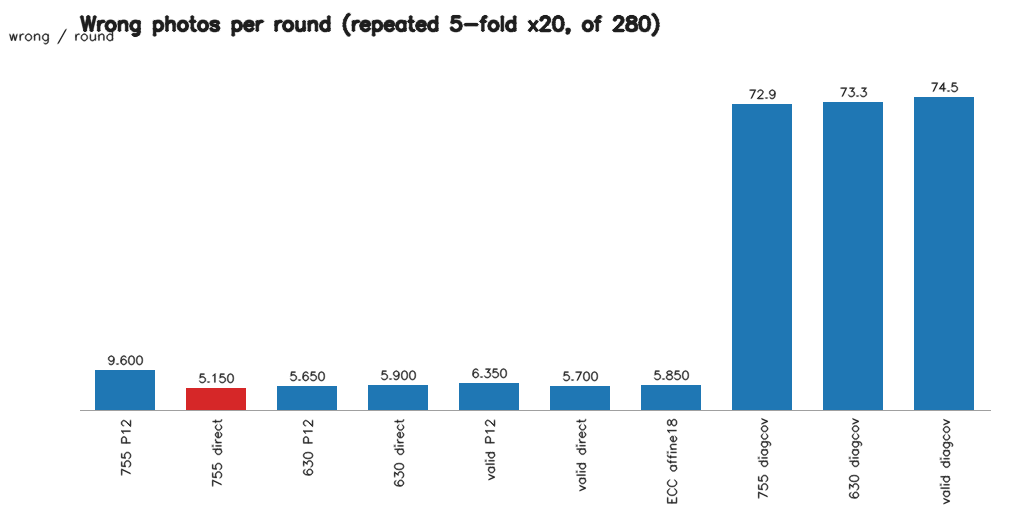 Wrong photos per round (repeated 5-fold x20, of 280)
wrong / round
9.600
5.150
5.650
5.900
6.350
5.700
5.850
72.9
73.3
74.5
755 P12
755 direct
630 P12
630 direct
valid P12
valid direct
ECC affine18
755 diagcov
630 diagcov
valid diagcov